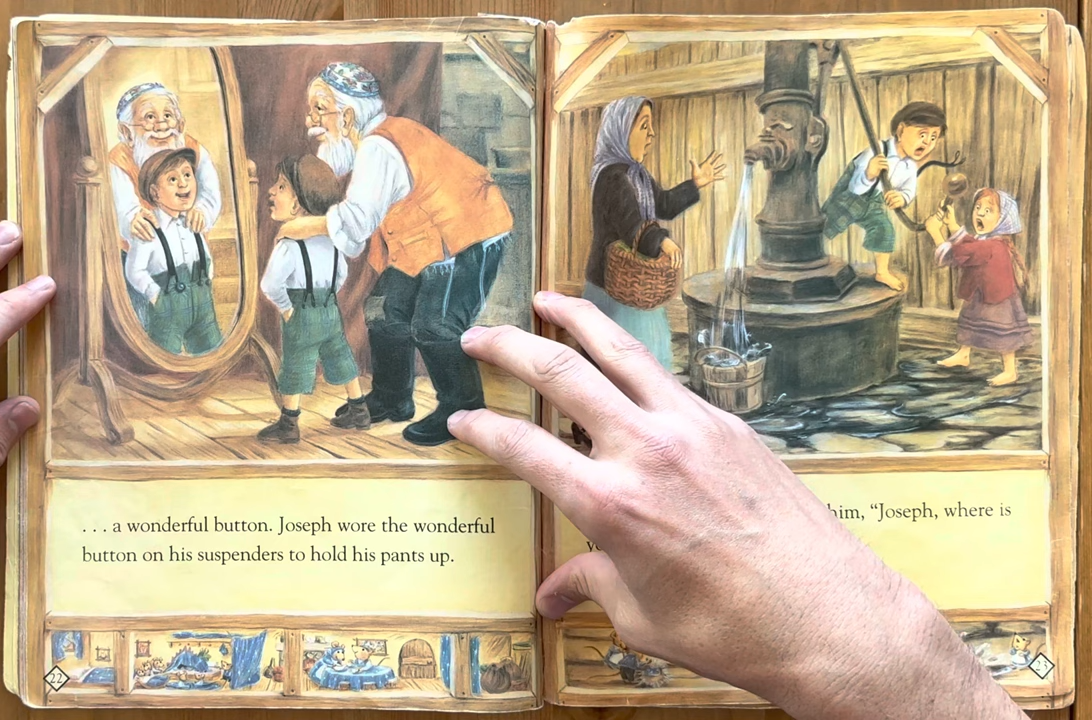 . . . a wonderful button. Joseph wore the wonderful
button on his suspenders to hold his pants up.
22
him, “Joseph, where is
23